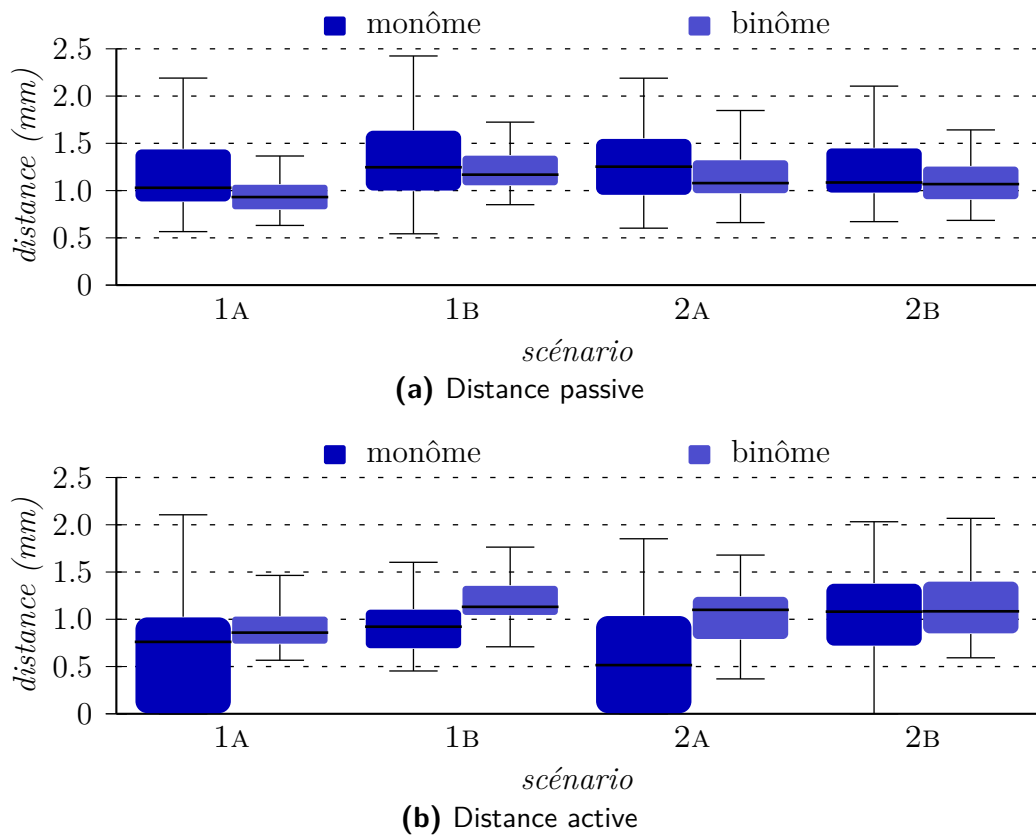 monôme binôme
distance (mm)
2.5
2.0
1.5
1.0
0.5
0
1A 1B 2A 2B
scénario
(a) Distance passive
monôme binôme
distance (mm)
2.5
2.0
1.5
1.0
0.5
0
1A 1B 2A 2B
scénario
(b) Distance active